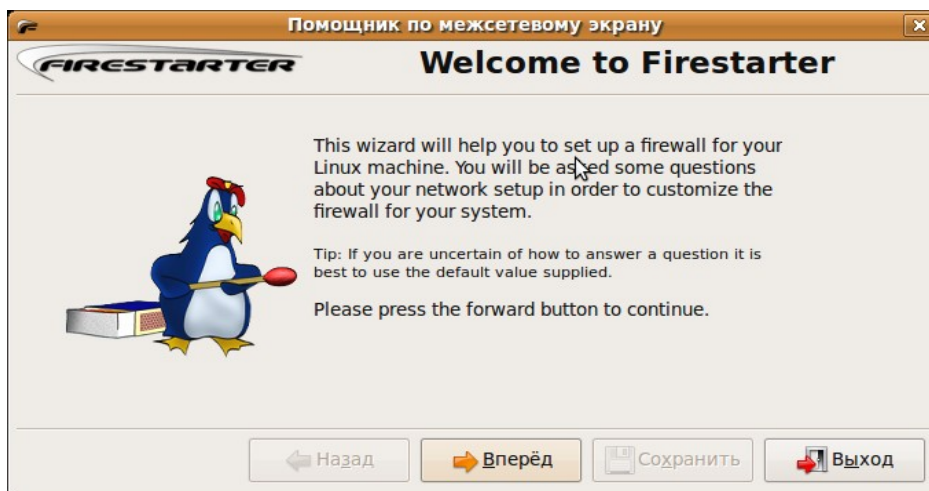 Помощник по межсетевому экрану
FIRESTARTER
Welcome to Firestarter
This wizard will help you to set up a firewall for your
Linux machine. You will be asked some questions
about your network setup in order to customize the
firewall for your system.
Tip: If you are uncertain of how to answer a question it is
best to use the default value supplied.
Please press the forward button to continue.
Назад
Вперёд
Сохранить
Выход